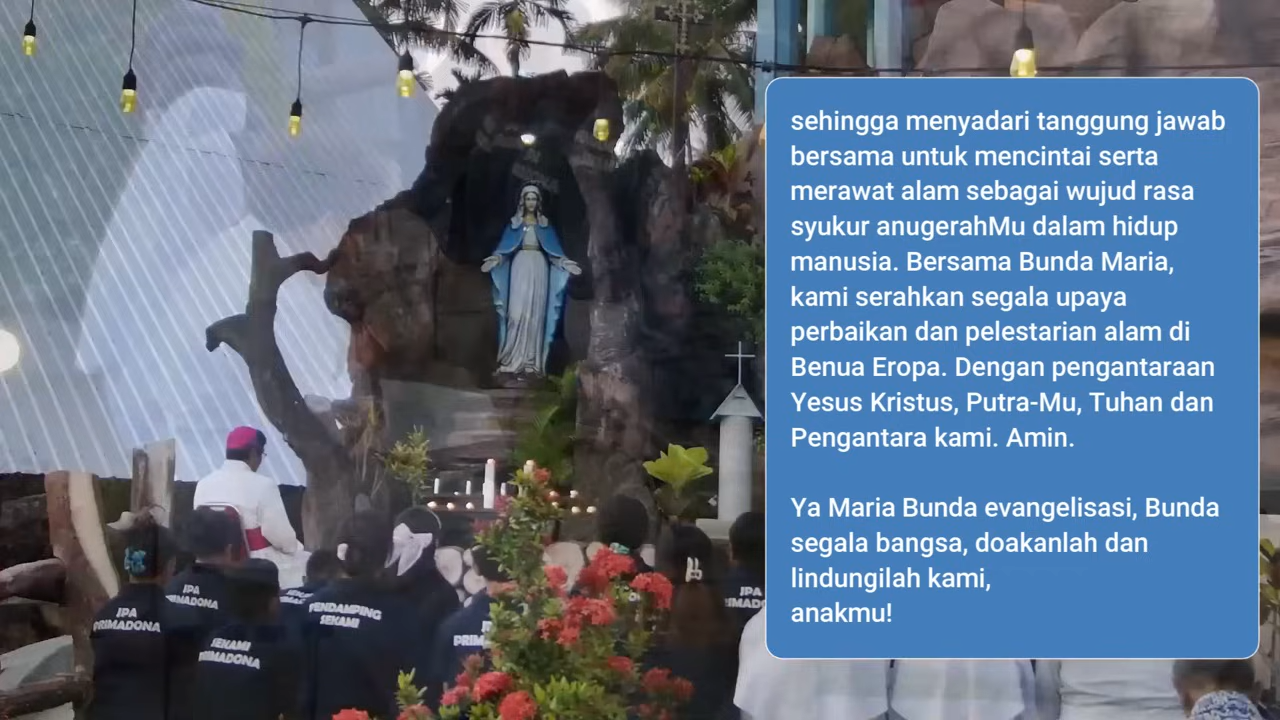 sehingga menyadari tanggung jawab
bersama untuk mencintai serta
merawat alam sebagai wujud rasa
syukur anugerahMu dalam hidup
manusia. Bersama Bunda Maria,
kami serahkan segala upaya
perbaikan dan pelestarian alam di
Benua Eropa. Dengan pengantaraan
Yesus Kristus, Putra-Mu, Tuhan dan
Pengantara kami. Amin.
Ya Maria Bunda evangelisasi, Bunda
segala bangsa, doakanlah dan
lindungilah kami,
anakmu!
JPA
PRIMADONA
JPA
PRIMADONA
SEKAMI
PRIMADONA
PENDAMPING
SEKAMI